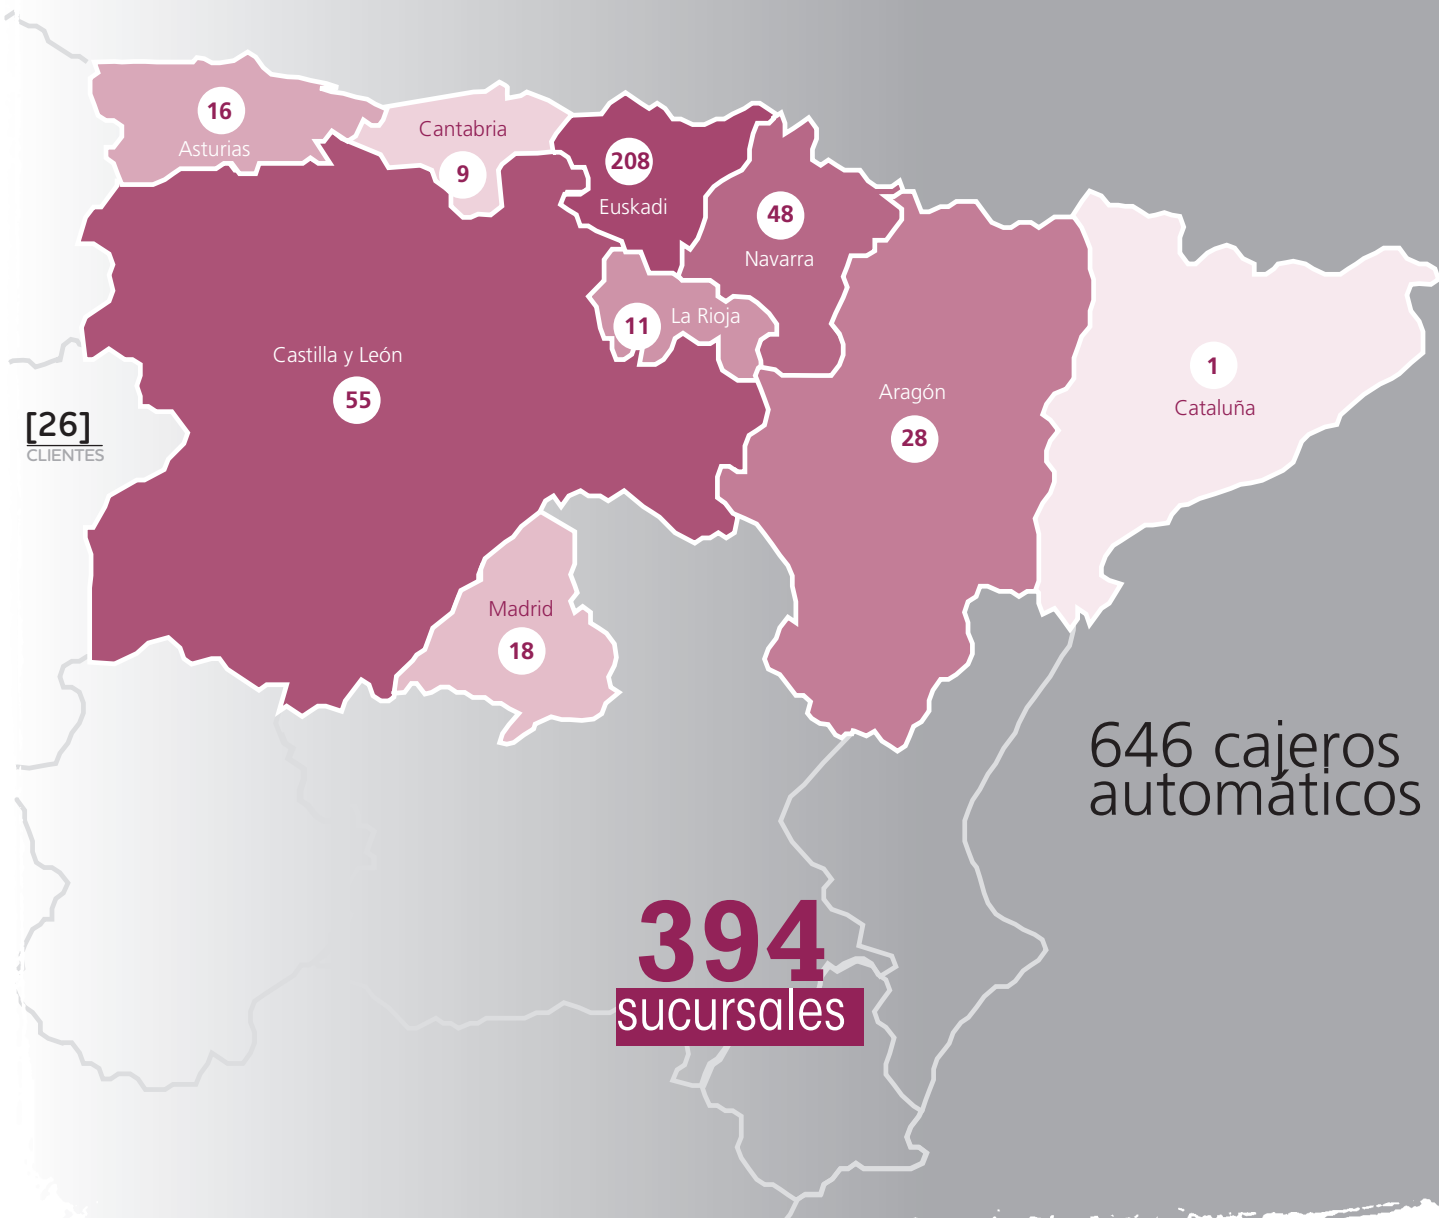 16
Asturias
Cantabria
9
208
Euskadi
48
Navarra
11
La Rioja
Castilla y León
55
Aragón
28
1
Cataluña
[26]
CLIENTES
Madrid
18
646 cajeros
automáticos
394
sucursales